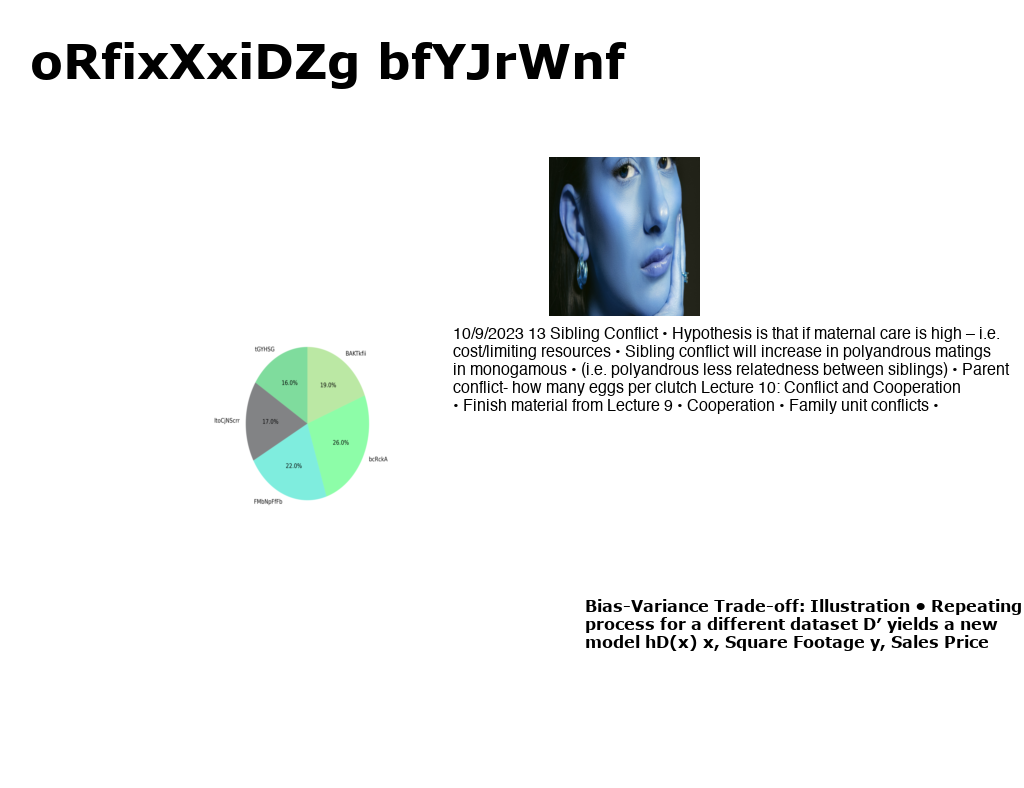 oRfixXxiDZg bfYJrWnf
10/9/2023 13 Sibling Conflict • Hypothesis is that if maternal care is high – i.e.
cost/limiting resources • Sibling conflict will increase in polyandrous matings
in monogamous • (i.e. polyandrous less relatedness between siblings) • Parent
conflict- how many eggs per clutch Lecture 10: Conflict and Cooperation
• Finish material from Lecture 9 • Cooperation • Family unit conflicts •
tGYHSG
BAKTkfii
16.0%
19.0%
17.0%
26.0%
bcRckA
22.0%
Bias-Variance Trade-off: Illustration • Repeating
process for a different dataset D’ yields a new
model hD(x) x, Square Footage y, Sales Price